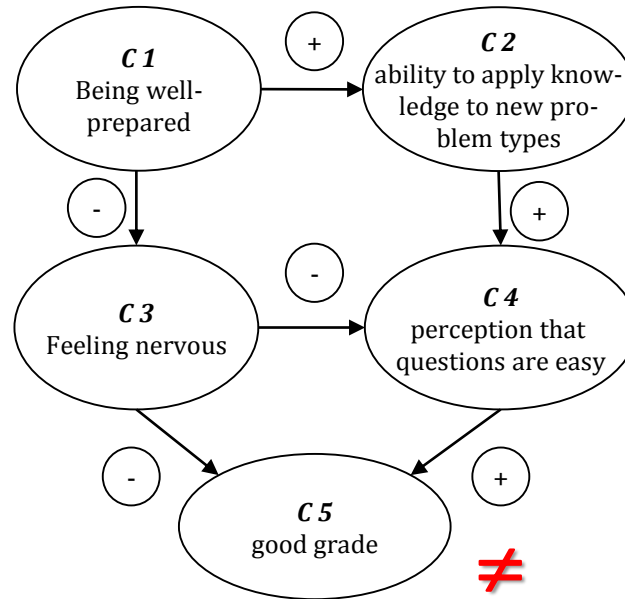 C 1
Being well-
prepared
+
C 2
ability to apply know-
ledge to new pro-
blem types
-
+
C 3
Feeling nervous
-
C 4
perception that
questions are easy
-
+
C 5
good grade
≠